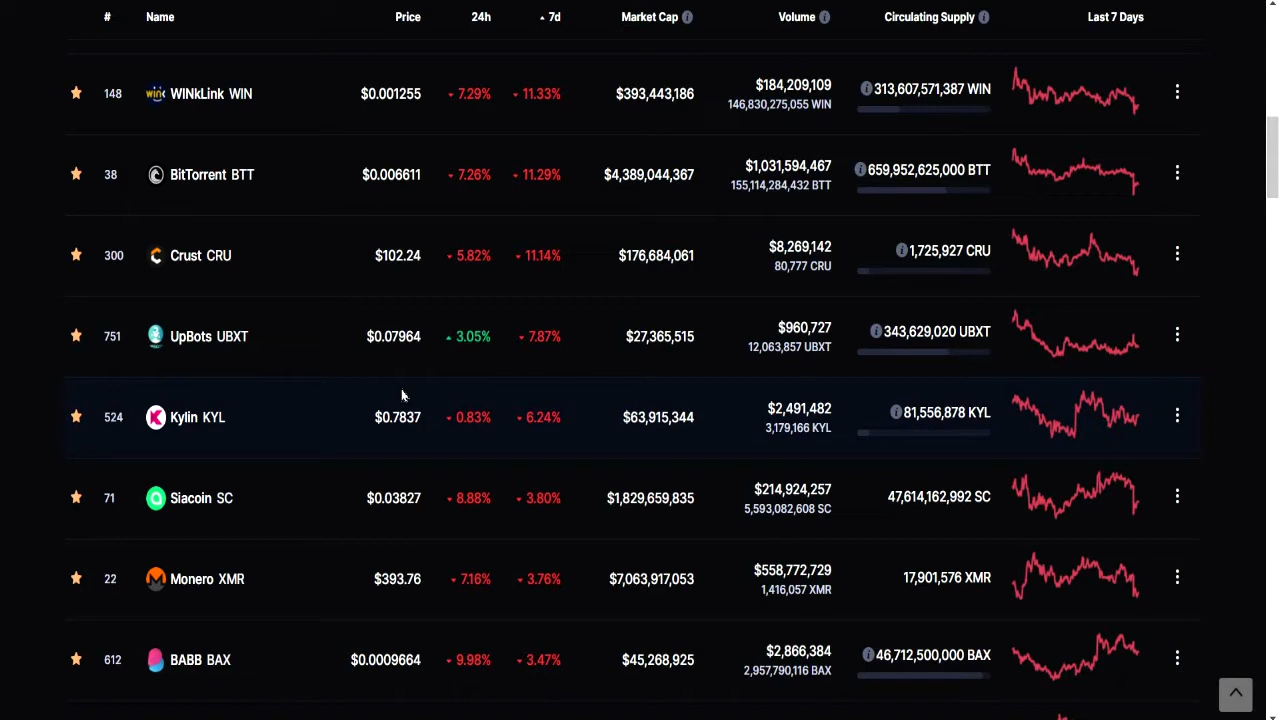 # Name Price 24h 7d Market Cap Volume Circulating Supply Last 7 Days
148 WINkLink WIN $0.001255 7.29% 11.33% $393,443,186 $184,209,109 313,607,571,387 WIN
146,830,275,055 WIN
38 BitTorrent BTT $0.006611 7.26% 11.29% $4,389,044,367 $1,031,594,467 659,952,625,000 BTT
155,114,284,432 BTT
300 Crust CRU $102.24 5.82% 11.14% $176,684,061 $8,269,142 1,725,927 CRU
80,777 CRU
751 UpBots UBXT $0.07964 3.05% 7.87% $27,365,515 $960,727 343,629,020 UBXT
12,063,857 UBXT
524 Kylin KYL $0.7837 0.83% 6.24% $63,915,344 $2,491,482 81,556,878 KYL
3,179,166 KYL
71 Siacoin SC $0.03827 8.88% 3.80% $1,829,659,835 $214,924,257 47,614,162,992 SC
5,593,082,608 SC
22 Monero XMR $393.76 7.16% 3.76% $7,063,917,053 $558,772,729 17,901,576 XMR
1,416,057 XMR
612 BABB BAX $0.0009664 9.98% 3.47% $45,268,925 $2,866,384 46,712,500,000 BAX
2,957,790,116 BAX